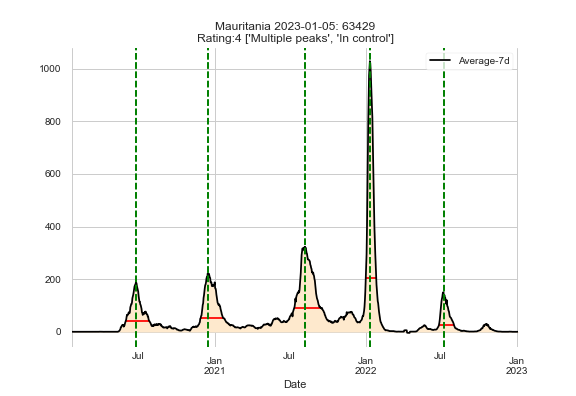 Mauritania 2023-01-05: 63429
Rating:4 ['Multiple peaks', 'In control']
Average-7d
1000
800
600
400
200
0
Jul
Jan
2021
Jul
Jan
2022
Jul
Jan
2023
Date